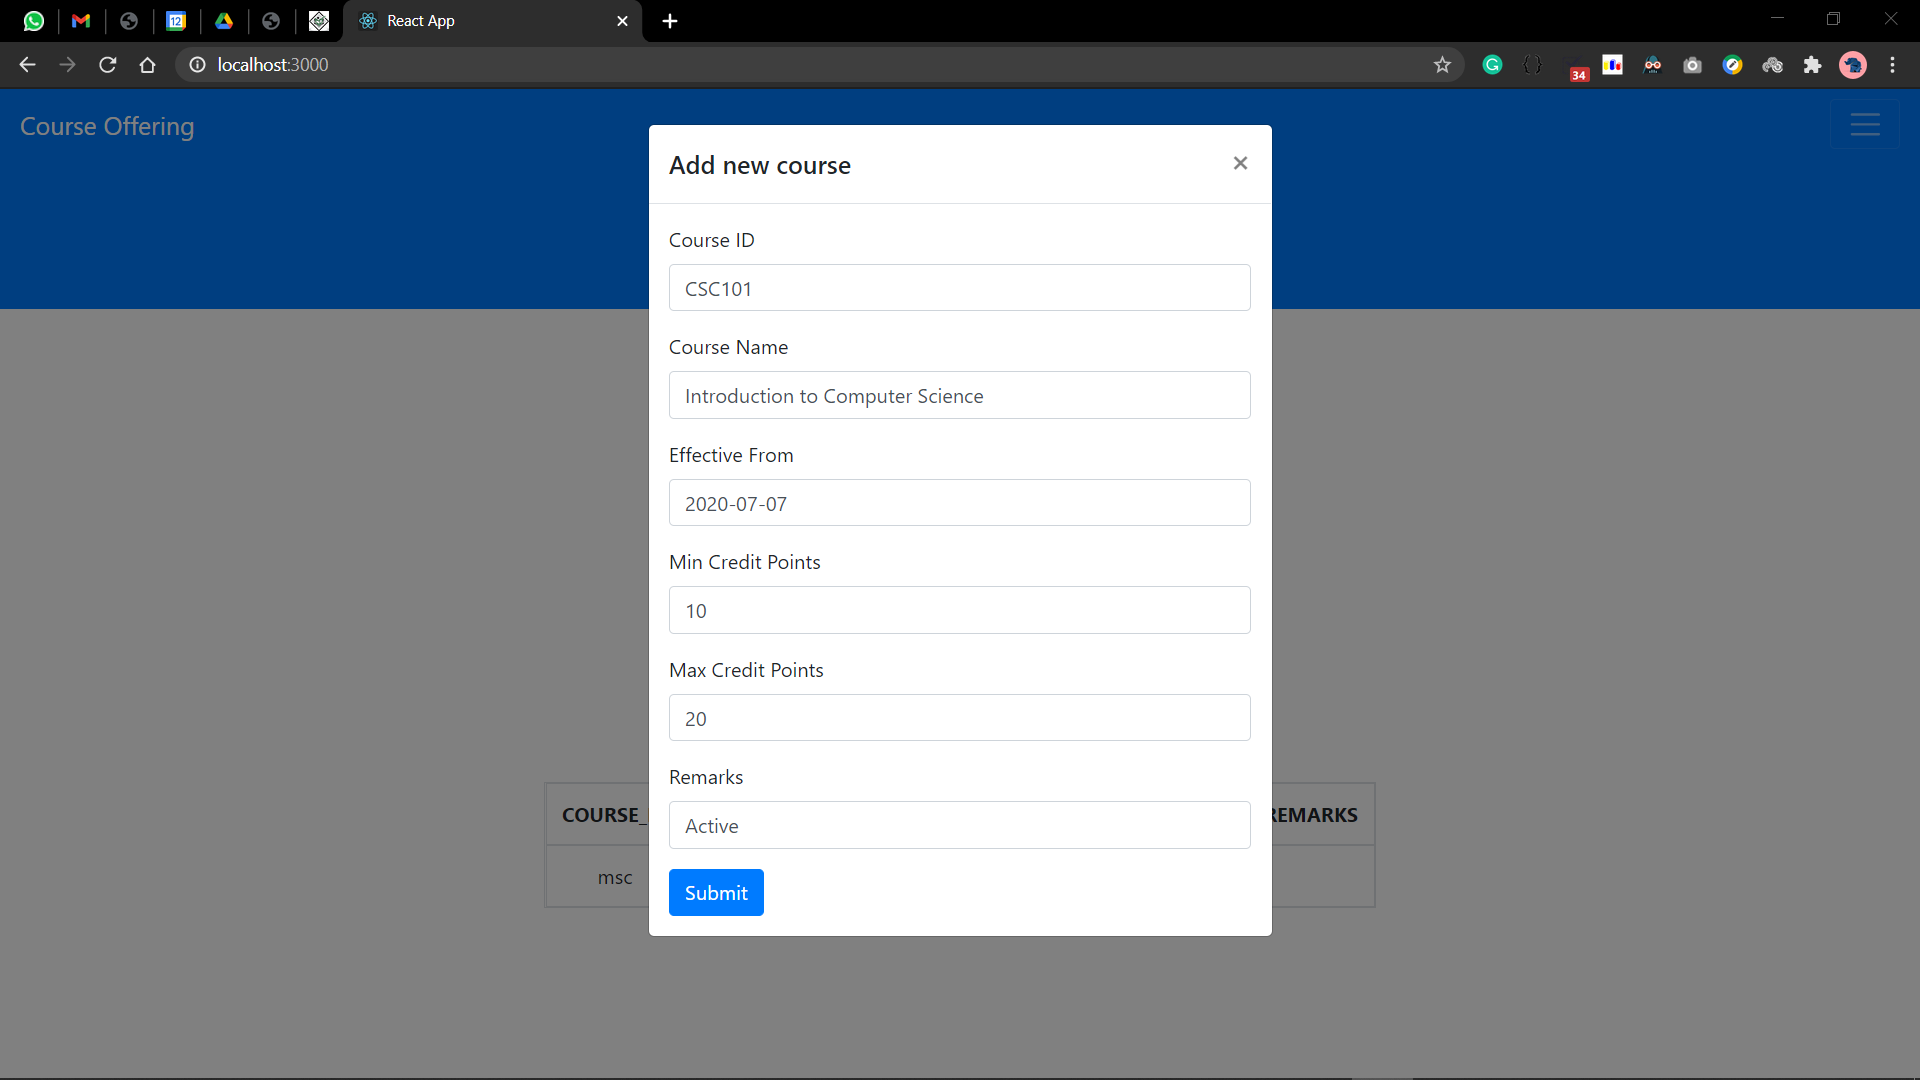 React App
localhost:3000
34
12
Course Offering
Add new course
Course ID
CSC101
Course Name
Introduction to Computer Science
Effective From
2020-07-07
Min Credit Points
10
Max Credit Points
20
Remarks
Active
Submit
COURSE_
REMARKS
msc